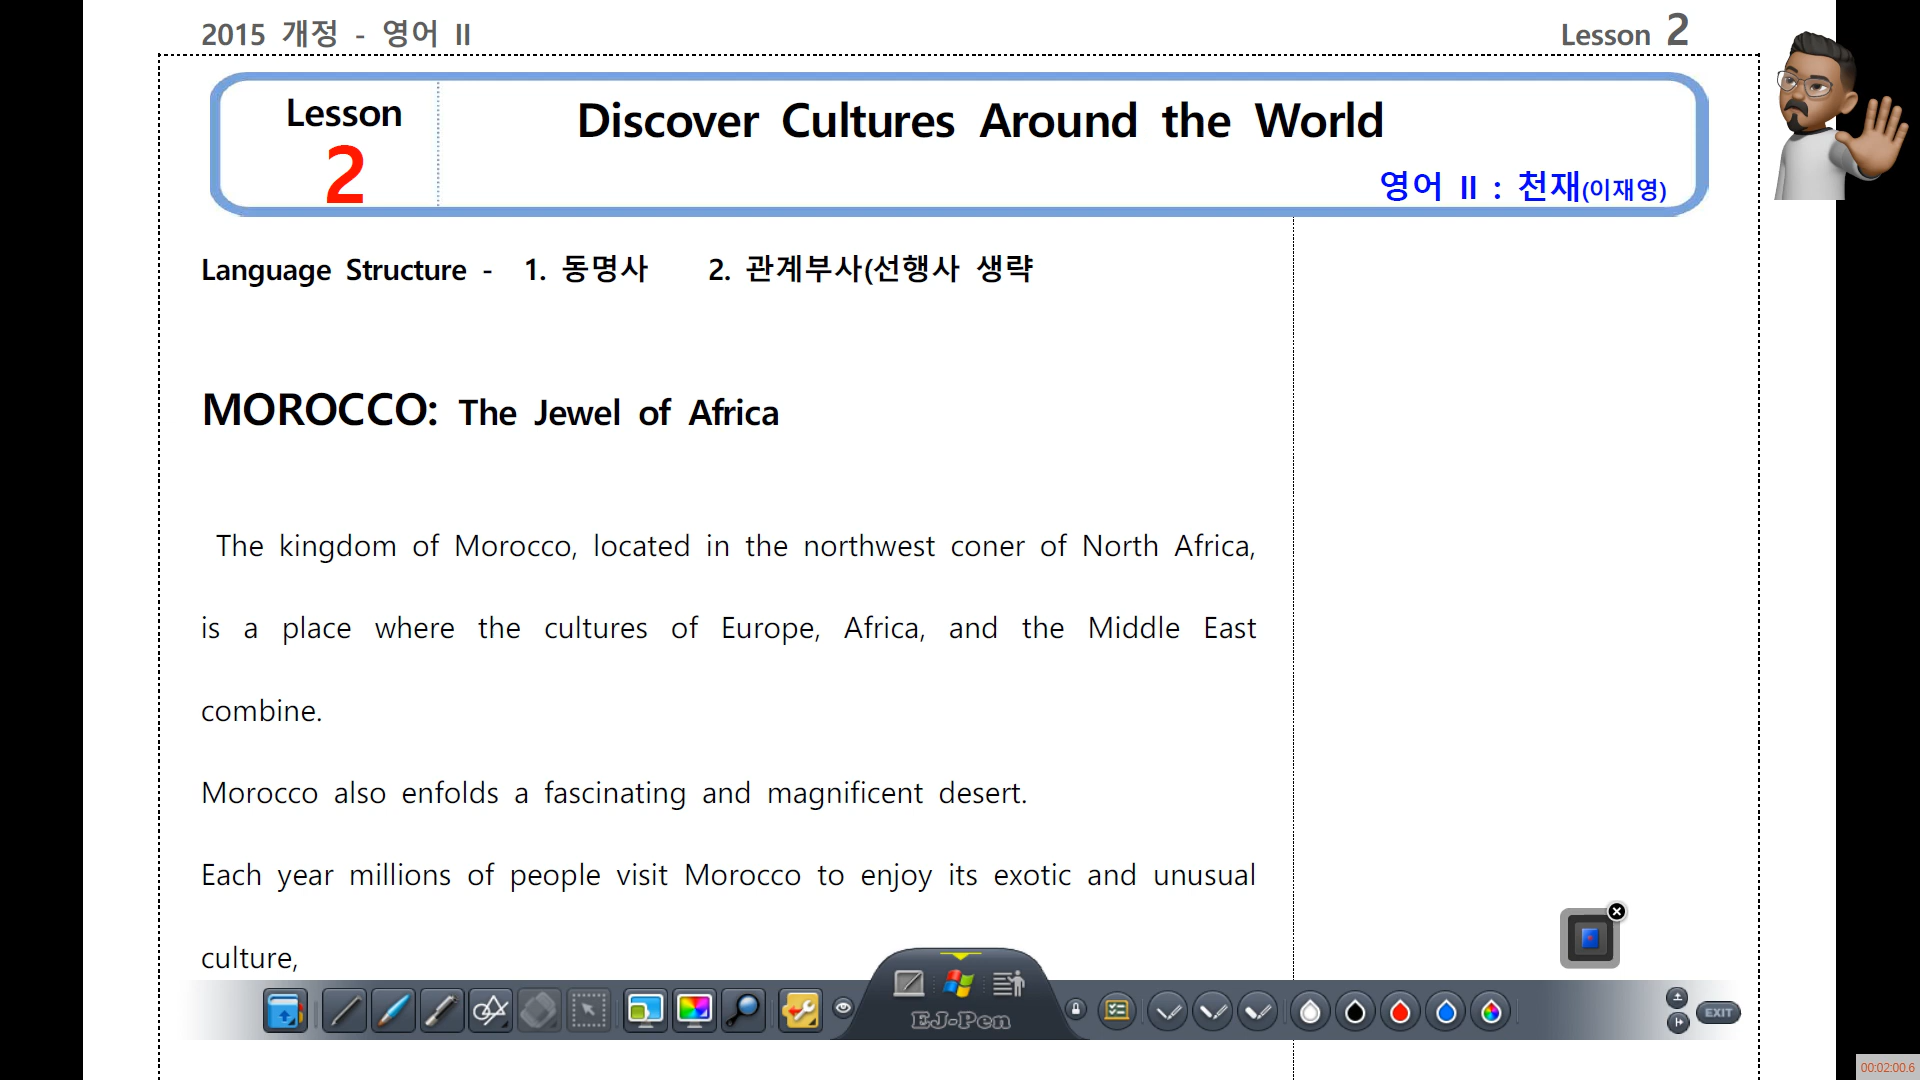 2015 개정 - 영어 II
Lesson 2
Lesson
2
Discover Cultures Around the World
영어 II : 천재(이재영)
Language Structure - 1. 동명사 2. 관계부사(선행사 생략
MOROCCO: The Jewel of Africa
The kingdom of Morocco, located in the northwest coner of North Africa,
is a place where the cultures of Europe, Africa, and the Middle East
combine.
Morocco also enfolds a fascinating and magnificent desert.
Each year millions of people visit Morocco to enjoy its exotic and unusual
culture,
EJ-Pen
EXIT
00:02:00.6